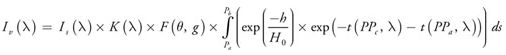 I_v(λ) = I_s(λ) × K(λ) × F(θ, g) × ∫_{P_a}^{P_b} ( exp( −h / H_0 ) × exp(−t(PP_c, λ) − t(PP_a, λ)) ) ds